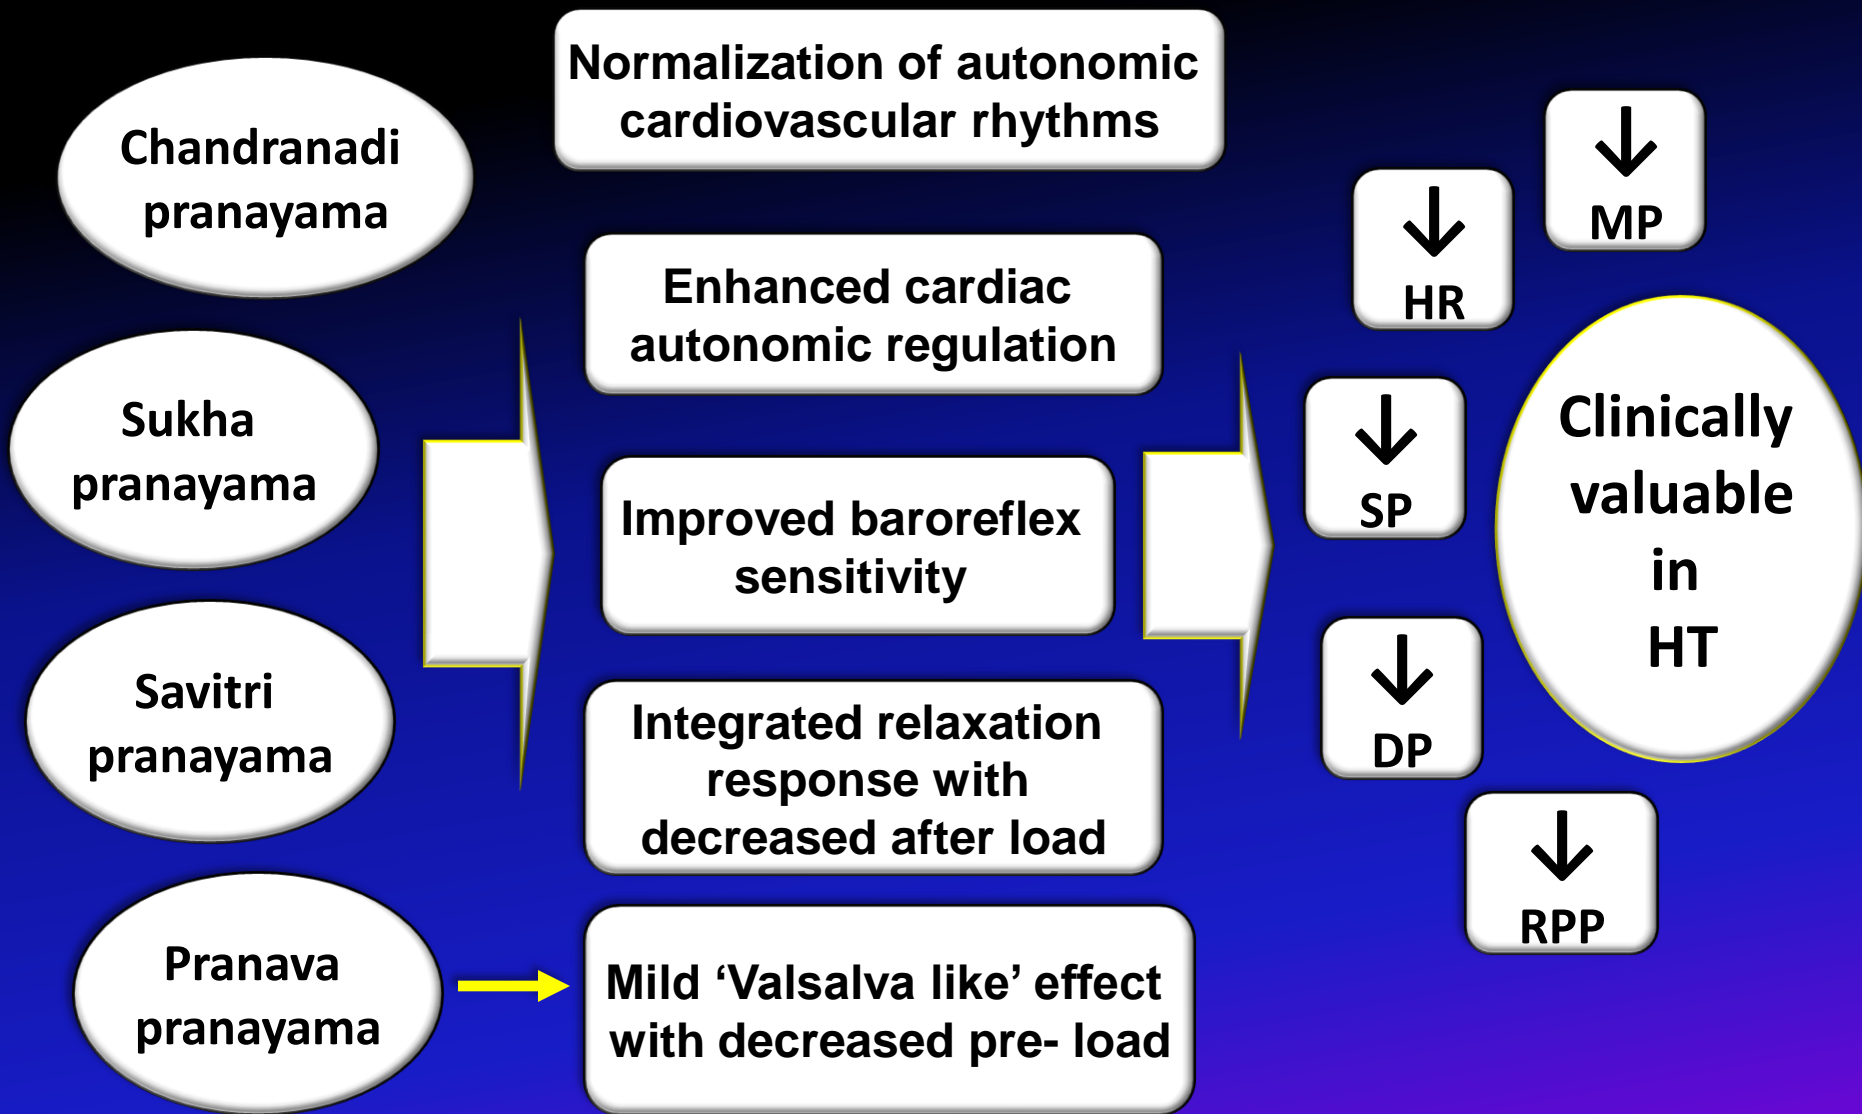 Chandranadi
pranayama
Sukha
pranayama
Savitri
pranayama
Pranava
pranayama
Normalization of autonomic
cardiovascular rhythms
Enhanced cardiac
autonomic regulation
Improved baroreflex
sensitivity
Integrated relaxation
response with
decreased after load
Mild ‘Valsalva like’ effect
with decreased pre- load
↓
MP
↓
HR
↓
SP
↓
DP
↓
RPP
Clinically
valuable
in
HT